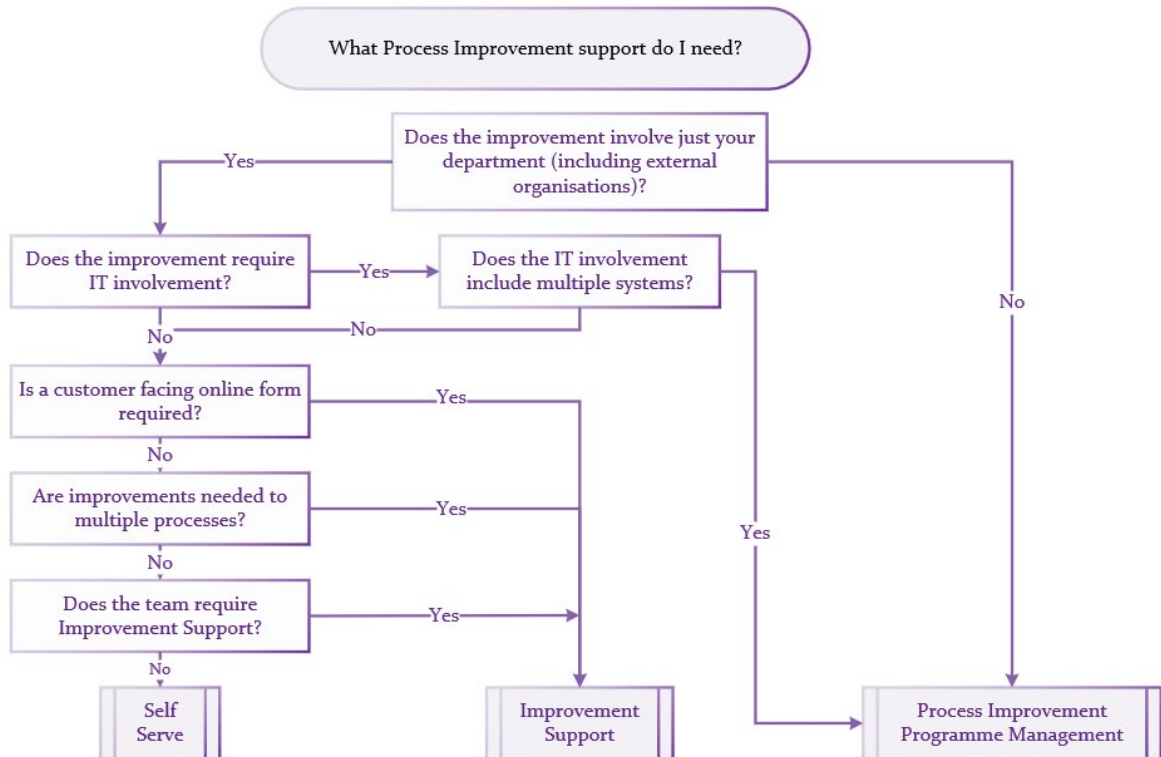 What Process Improvement support do I need?
Does the improvement involve just your
department (including external
organisations)?
Yes
No
Does the improvement require
IT involvement?
Yes
Does the IT involvement
include multiple systems?
No
No
Yes
Is a customer facing online form
required?
Yes
No
Are improvements needed to
multiple processes?
Yes
No
Does the team require
Improvement Support?
Yes
No
Self
Serve
Improvement
Support
Process Improvement
Programme Management